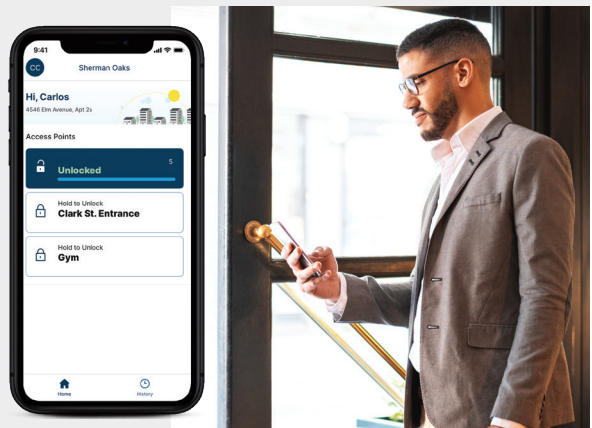 9:41
CC
Sherman Oaks
Hi, Carlos
4546 Elm Avenue, Apt 2s
Access Points
5
Unlocked
Hold to Unlock
Clark St. Entrance
Hold to Unlock
Gym
Home
History